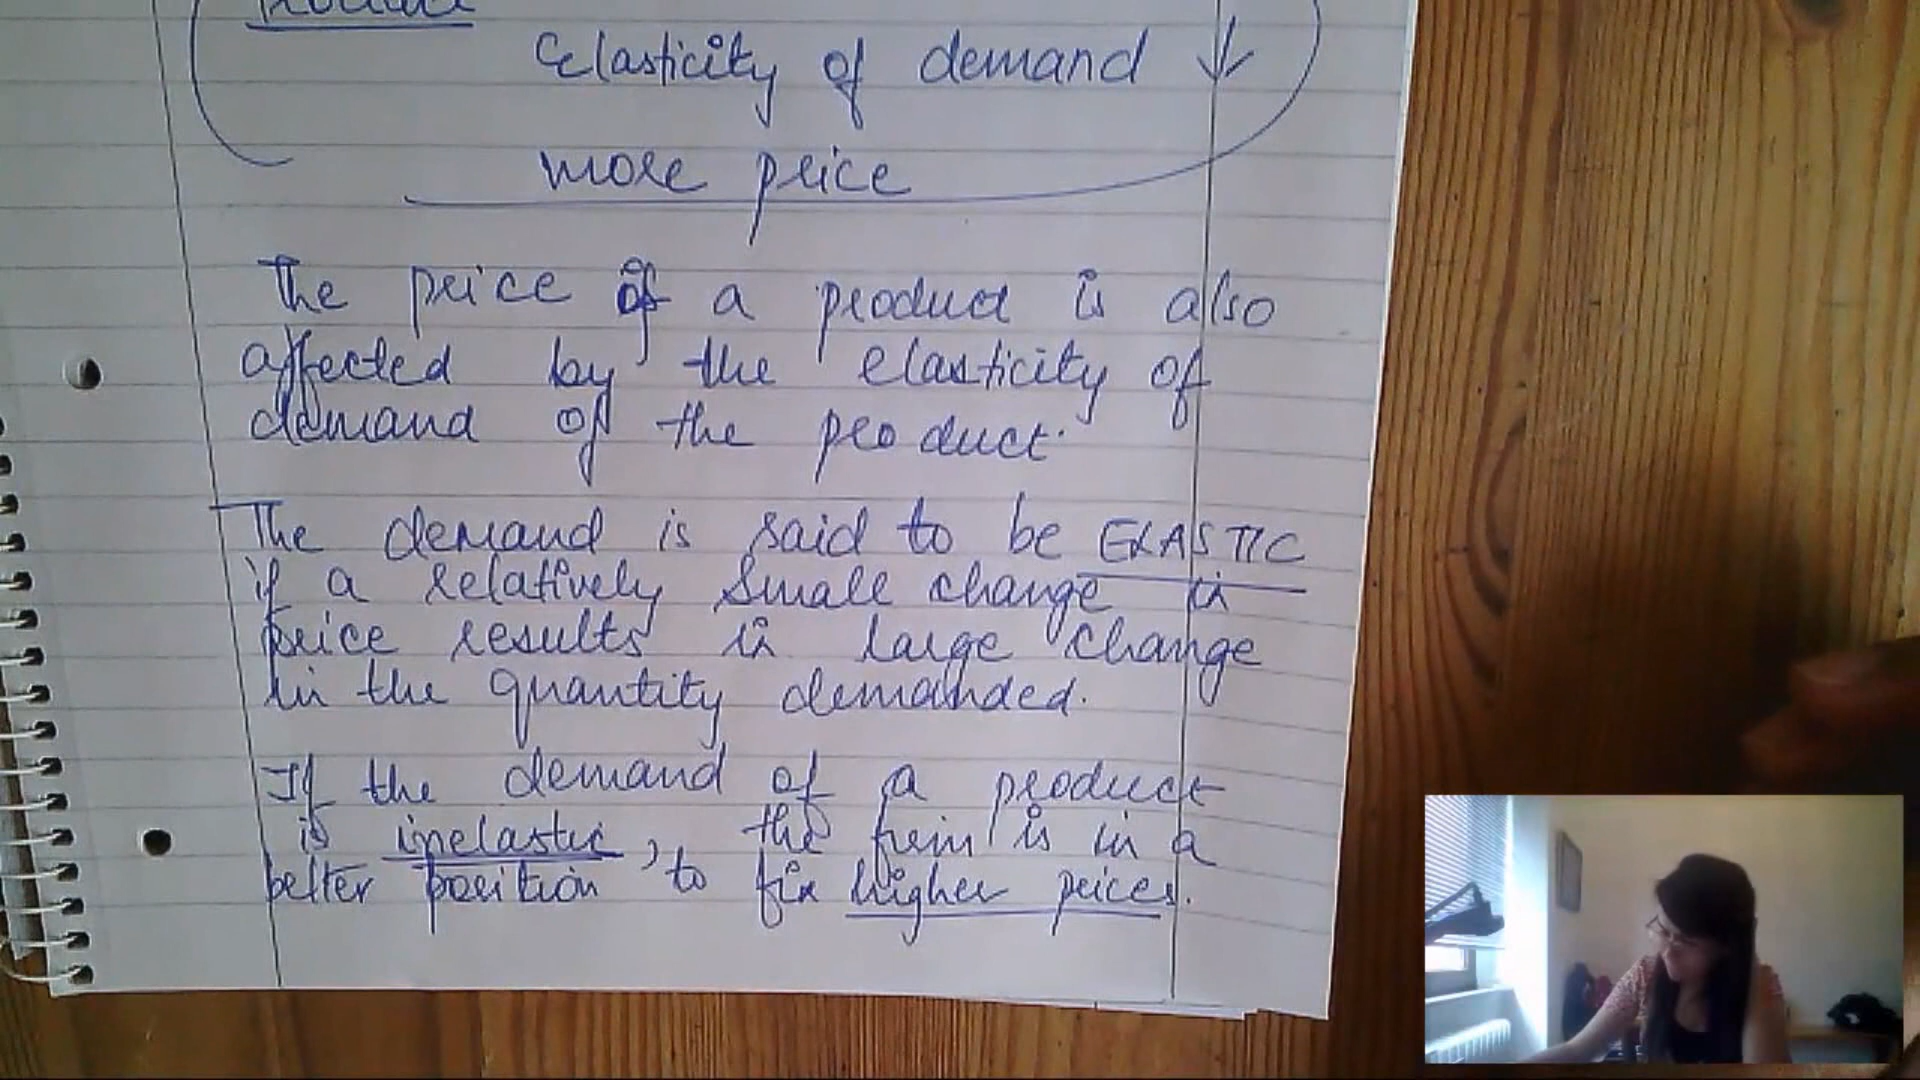 Product
Elasticity of demand ↓
more price
The price of a product is also
affected by the elasticity of
demand of the product.
The demand is said to be ELASTIC
if a relatively small change in
price results in large change
in the quantity demanded.
If the demand of a product
is inelastic, the firm is in a
better position to fix higher prices.